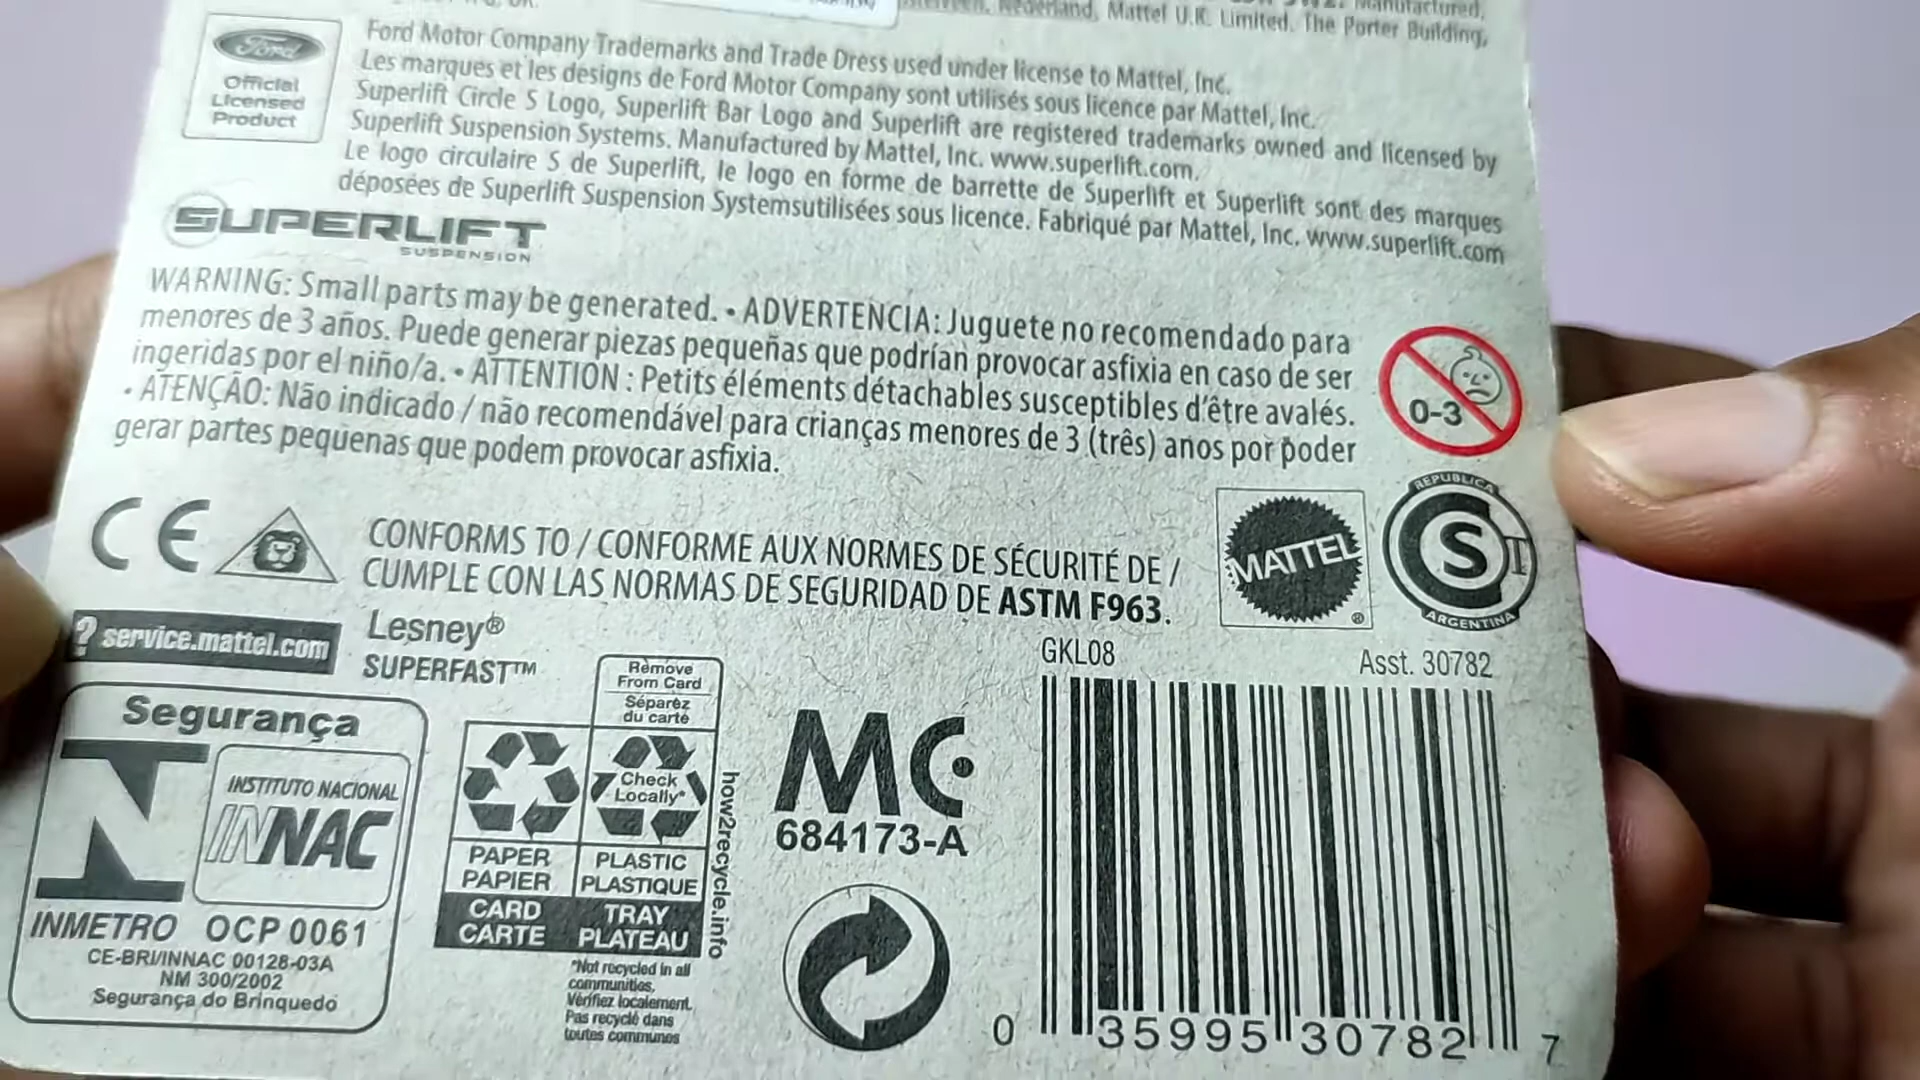 Nederland, Mattel U.K. Limited, The Porter Building,
Ford
Official
Licensed
Product
Ford Motor Company Trademarks and Trade Dress used under license to Mattel, Inc.
Les marques et les designs de Ford Motor Company sont utilisés sous licence par Mattel, Inc.
Superlift Circle S Logo, Superlift Bar Logo and Superlift are registered trademarks owned and licensed by
Superlift Suspension Systems. Manufactured by Mattel, Inc. www.superlift.com.
Le logo circulaire S de Superlift, le logo en forme de barrette de Superlift et Superlift sont des marques
déposées de Superlift Suspension Systemsutilisées sous licence. Fabriqué par Mattel, Inc. www.superlift.com
SUPERLIFT
SUSPENSION
WARNING: Small parts may be generated. • ADVERTENCIA: Juguete no recomendado para
menores de 3 años. Puede generar piezas pequeñas que podrían provocar asfixia en caso de ser
ingeridas por el niño/a. • ATTENTION : Petits éléments détachables susceptibles d'être avalés.
• ATENÇÃO: Não indicado / não recomendável para crianças menores de 3 (três) anos por poder
gerar partes pequenas que podem provocar asfixia.
0-3
CE
CONFORMS TO / CONFORME AUX NORMES DE SÉCURITÉ DE /
CUMPLE CON LAS NORMAS DE SEGURIDAD DE ASTM F963.
MATTEL®
REPUBLICA
S
ARGENTINA
? service.mattel.com
Lesney®
SUPERFAST™
GKL08
Asst. 30782
Segurança
INSTITUTO NACIONAL
INNAC
INMETRO OCP 0061
CE-BRI/INNAC 00128-03A
NM 300/2002
Segurança do Brinquedo
Remove
From Card
Séparez
du carte
Check
Locally*
PAPER
PAPIER
PLASTIC
PLASTIQUE
CARD
CARTE
TRAY
PLATEAU
how2recycle.info
*Not recycled in all
communities.
Vérifiez localement.
Pas recyclé dans
toutes communes
MC
684173-A
0 35995 30782 7